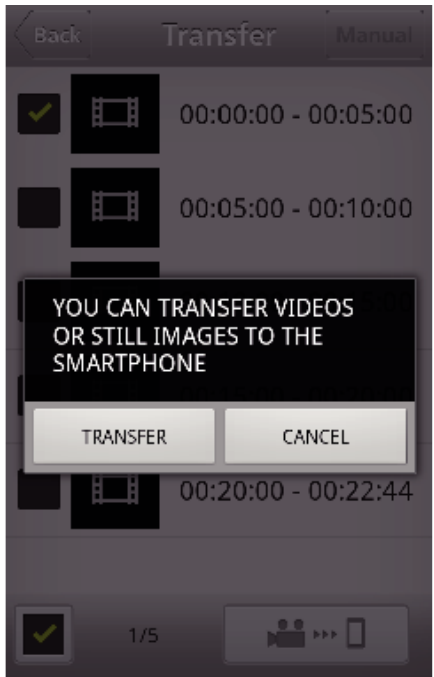 Back
Transfer
Manual
00:00:00 - 00:05:00
00:05:00 - 00:10:00
YOU CAN TRANSFER VIDEOS
OR STILL IMAGES TO THE
SMARTPHONE
TRANSFER
CANCEL
00:20:00 - 00:22:44
1/5